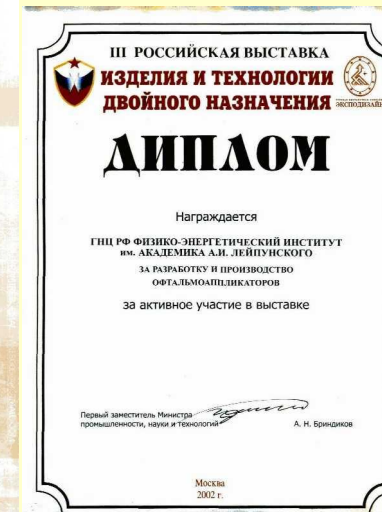 III РОССИЙСКАЯ ВЫСТАВКА
ИЗДЕЛИЯ И ТЕХНОЛОГИИ
ДВОЙНОГО НАЗНАЧЕНИЯ
ЭКСПОДИЗАЙН
ДИПЛОМ
Награждается
ГНЦ РФ ФИЗИКО-ЭНЕРГЕТИЧЕСКИЙ ИНСТИТУТ
им. АКАДЕМИКА А.И. ЛЕЙПУНСКОГО
ЗА РАЗРАБОТКУ И ПРОИЗВОДСТВО
ОФТАЛЬМОАППЛИКАТОРОВ
за активное участие в выставке
Первый заместитель Министра
промышленности, науки и технологий
А. Н. Бриндиков
Москва
2002 г.